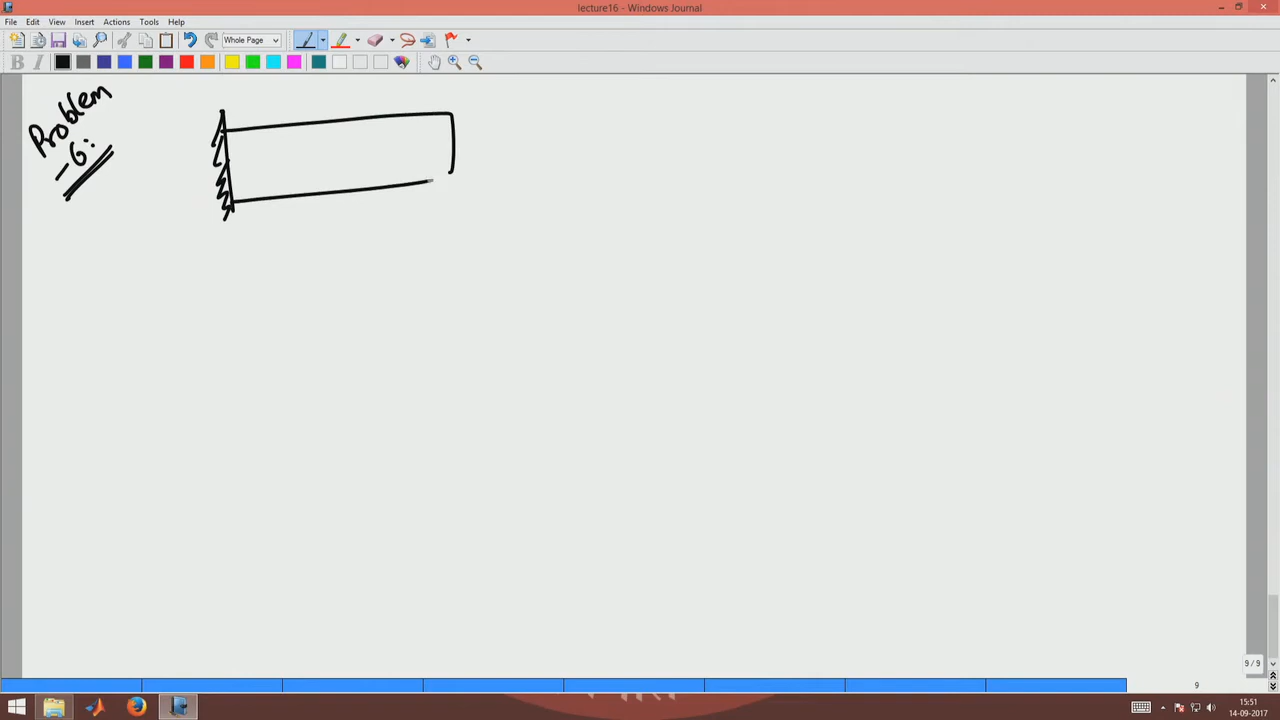 lecture16 - Windows Journal
File Edit View Insert Actions Tools Help
Whole Page
B I
Problem
-6:
9 / 9
9
15:51
14-09-2017